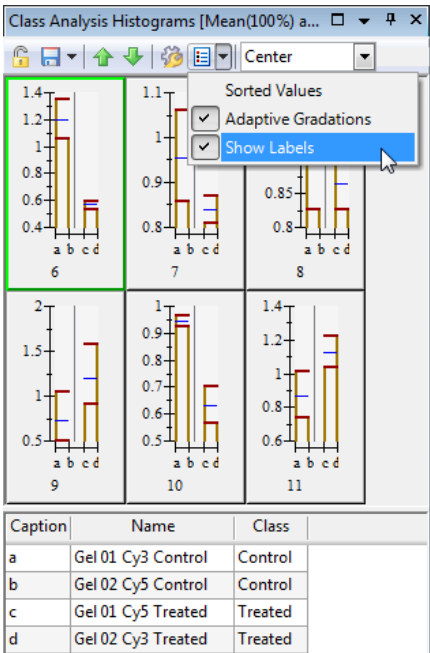 Class Analysis Histograms [Mean(100%) a...
Center
Sorted Values
Adaptive Gradations
Show Labels
1.4
1.2
1
0.8
0.6
0.4
a b c d
6
1.1
1
0.9
0.8
a b c d
7
0.85
0.8
a b c d
8
2
1.5
1
0.5
a b c d
9
1
0.9
0.8
0.7
0.6
0.5
a b c d
10
1.4
1.2
1
0.8
0.6
a b c d
11
Caption Name Class
a Gel 01 Cy3 Control Control
b Gel 02 Cy5 Control Control
c Gel 01 Cy5 Treated Treated
d Gel 02 Cy3 Treated Treated